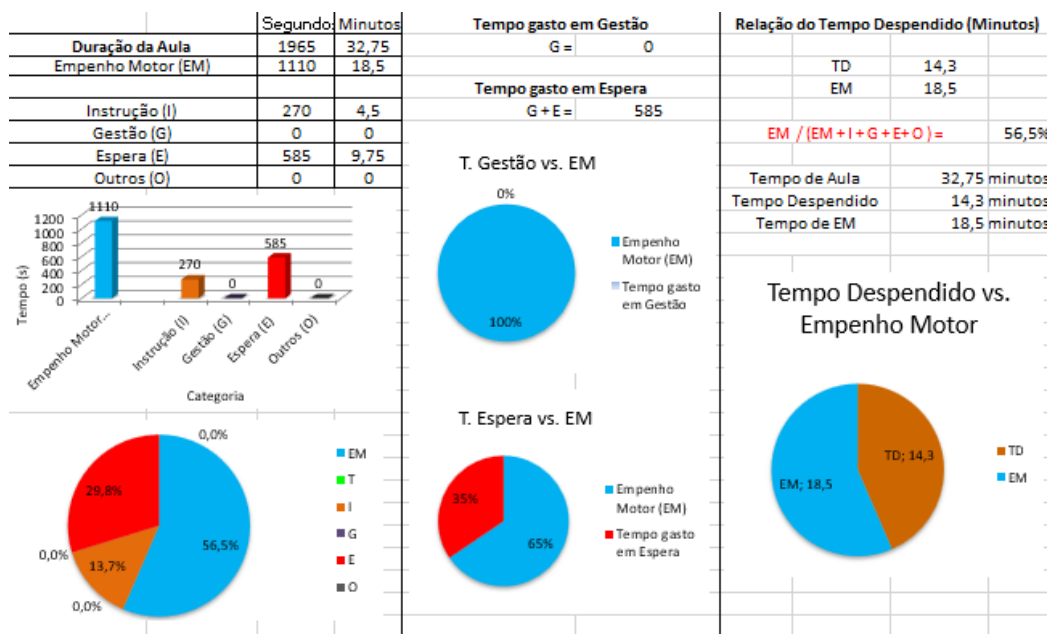 Segundo: Minutos
Duração da Aula 1965 32,75
Empenho Motor (EM) 1110 18,5
Instrução (I) 270 4,5
Gestão (G) 0 0
Espera (E) 585 9,75
Outros (O) 0 0
1110
1200
1000
800
600
400
200
0
270
0
585
0
Tempo (s)
Empenho Motor...
Instrução (I)
Gestão (G)
Espera (E)
Outros (O)
Categoria
0,0%
29,8%
56,5%
0,0%
13,7%
0,0%
EM
T
I
G
E
O
Tempo gasto em Gestão
G = 0
Tempo gasto em Espera
G + E = 585
T. Gestão vs. EM
0%
100%
Empenho
Motor (EM)
Tempo gasto
em Gestão
T. Espera vs. EM
35%
65%
Empenho
Motor (EM)
Tempo gasto
em Espera
Relação do Tempo Despendido (Minutos)
TD 14,3
EM 18,5
EM / (EM + I + G + E+ O ) = 56,5%
Tempo de Aula 32,75 minutos
Tempo Despendido 14,3 minutos
Tempo de EM 18,5 minutos
Tempo Despendido vs.
Empenho Motor
TD; 14,3
EM; 18,5
TD
EM